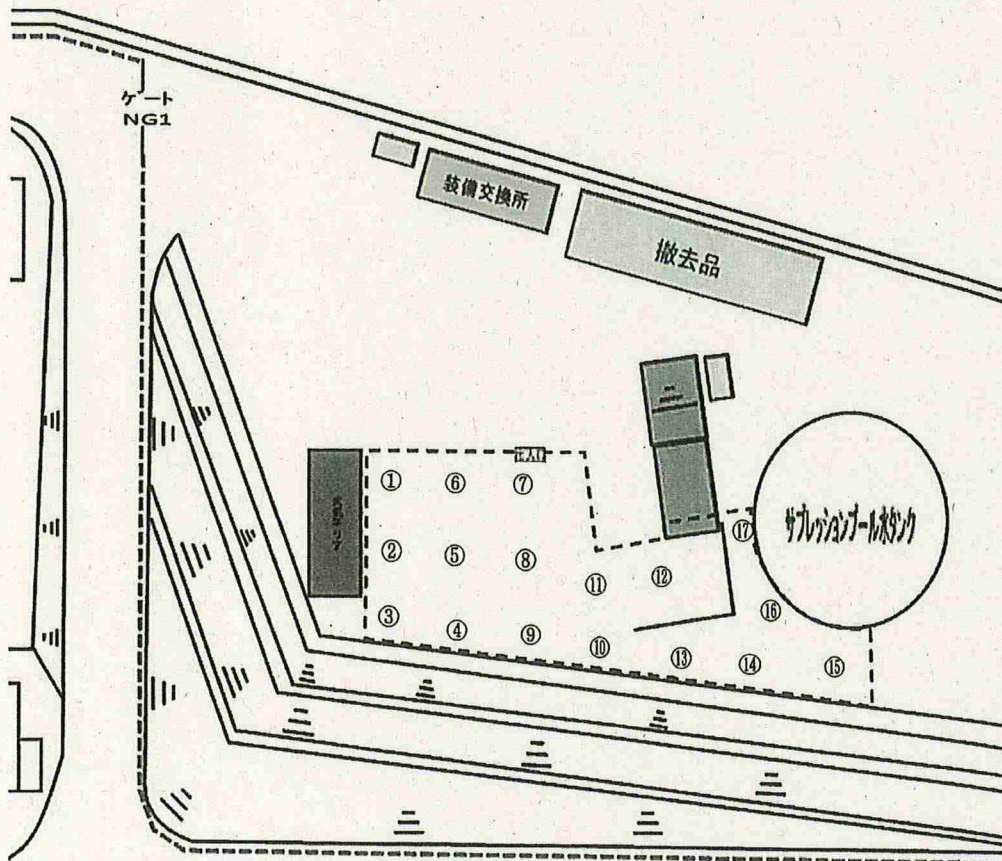 ゲート
NG1
装備交換所
撤去品
出入口
①
⑥
⑦
⑰
サプレッションプール水タンク
②
⑤
⑧
⑪
⑫
⑯
③
④
⑨
⑩
⑬
⑭
⑮